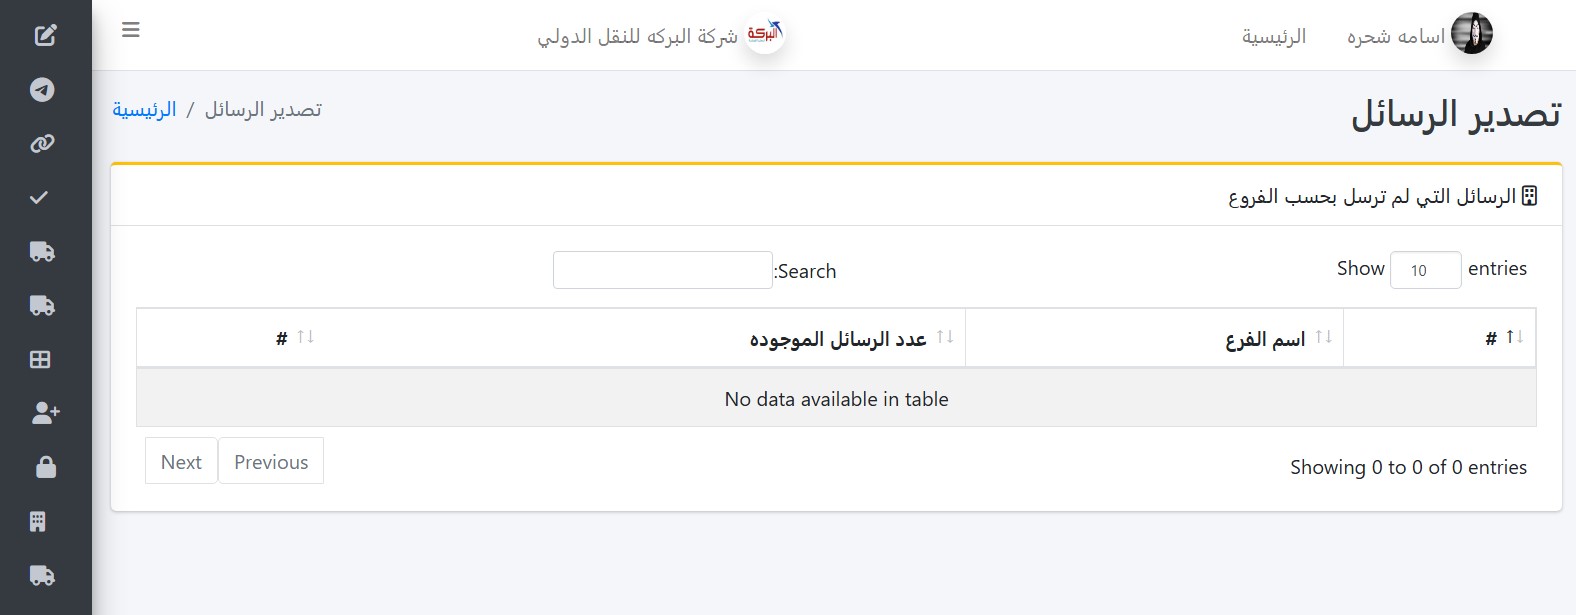 اسامه شحره
الرئيسية
شركة البركه للنقل الدولي
البركة
تصدير الرسائل
الرئيسية / تصدير الرسائل
الرسائل التي لم ترسل بحسب الفروع
Show 10 entries
Search:
# اسم الفرع عدد الرسائل الموجوده #
No data available in table
Showing 0 to 0 of 0 entries
Previous Next